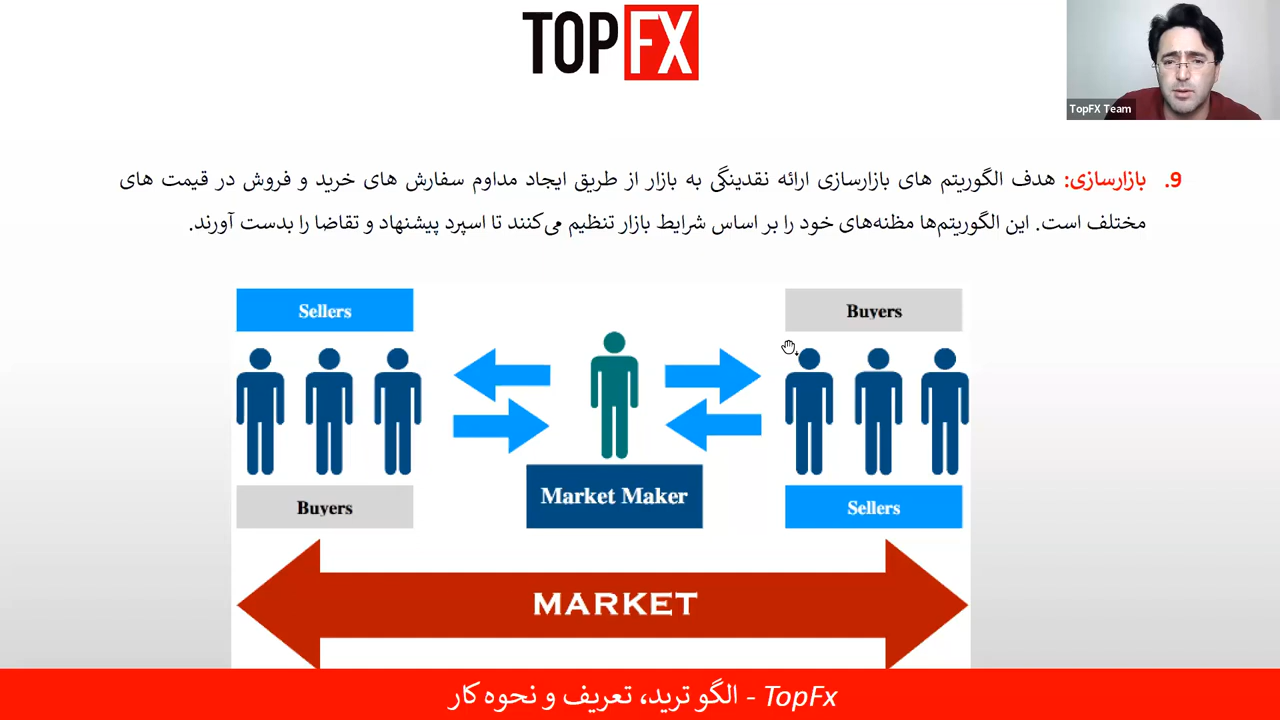 TOPFX
TopFX Team
9. بازارسازی: هدف الگوریتم های بازارسازی ارائه نقدینگی به بازار از طریق ایجاد مداوم سفارش های خرید و فروش در قیمت های
مختلف است. این الگوریتم‌ها مظنه‌های خود را بر اساس شرایط بازار تنظیم می‌کنند تا اسپرد پیشنهاد و تقاضا را بدست آورند.
Sellers
Buyers
Market Maker
Buyers
Sellers
MARKET
TopFx - الگو ترید، تعریف و نحوه کار